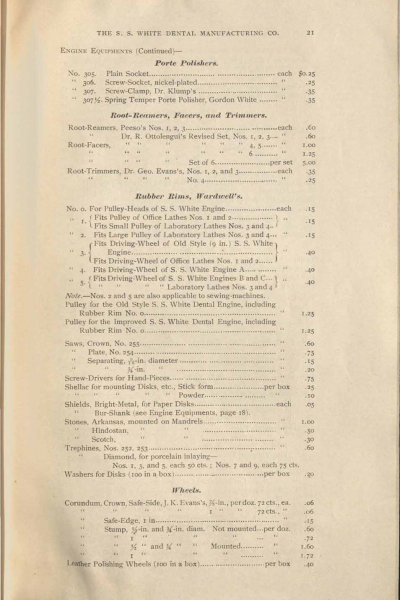 THE S. S. WHITE DENTAL MANUFACTURING CO. 21
ENGINE EQUIPMENTS (Continued)—
Porte Polishers.
No. 305. Plain Socket........ each $0.25
" 306. Screw-Socket, nickel-plated........ " .25
" 307. Screw-Clamp, Dr. Klump's........ " .35
" 307½. Spring Temper Porte Polisher, Gordon White........ " .35
Root-Reamers, Facers, and Trimmers.
Root-Reamers, Peeso's Nos. 1, 2, 3........each .60
" Dr. R. Ottolengui's Revised Set, Nos. 1, 2, 3... " .60
Root-Facers, " " " " " 4, 5...... " 1.00
" " " " " " 6........ " 1.25
" " " " Set of 6........per set 5.00
Root-Trimmers, Dr. Geo. Evans's, Nos. 1, 2, and 3........each .35
" " " " No. 4........ " .25
Rubber Rims, Wardwell's.
No. 0. For Pulley-Heads of S. S. White Engine........each .15
" 1. { Fits Pulley of Office Lathes Nos. 1 and 2........ } " .15
{ Fits Small Pulley of Laboratory Lathes Nos. 3 and 4.. }
" 2. Fits Large Pulley of Laboratory Lathes Nos. 3 and 4... " .15
" 3. { Fits Driving-Wheel of Old Style (9 in.) S. S. White
Engine........ } " .40
{ Fits Driving-Wheel of Office Lathes Nos. 1 and 2...... }
" 4. Fits Driving-Wheel of S. S. White Engine A........ " .40
" 5. { Fits Driving-Wheel of S. S. White Engines B and C... } " .40
{ " " " " Laboratory Lathes Nos. 3 and 4 }
Note.—Nos. 2 and 3 are also applicable to sewing-machines.
Pulley for the Old Style S. S. White Dental Engine, including
Rubber Rim No. 0........ " 1.25
Pulley for the Improved S. S. White Dental Engine, including
Rubber Rim No. 0........ " 1.25
Saws, Crown, No. 255........ " .60
" Plate, No. 254........ " .75
" Separating, -in. diameter........ " .15
" " ¾-in. " ........ " .20
Screw-Drivers for Hand-Pieces........ " .75
Shellac for mounting Disks, etc., Stick form........per box .25
" " " " " Powder........ " .10
Shields, Bright-Metal, for Paper Disks........each .05
" Bur-Shank (see Engine Equipments, page 18).
Stones, Arkansas, mounted on Mandrels........ " 1.00
" Hindostan, " " ........ " .50
" Scotch, " " ........ " .30
Trephines, Nos. 252, 253........ " .60
" Diamond, for porcelain inlaying—
Nos. 1, 3, and 5, each 50 cts.; Nos. 7 and 9, each 75 cts.
Washers for Disks (100 in a box)........per box .20
Wheels.
Corundum, Crown, Safe-Side, J. K. Evans's, ¾-in., per doz. 72 cts., ea. .06
" " " " " 1 " " 72 cts., " .06
" Safe-Edge, 1 in........ " .15
" Stump, ½-in. and ¾-in. diam. Not mounted...per doz. .60
" " 1 " " " ... " .72
" " ½ " and ¾ " " Mounted........ " 1.60
" " 1 " " " ........ " 1.72
Leather Polishing Wheels (100 in a box)........per box .40